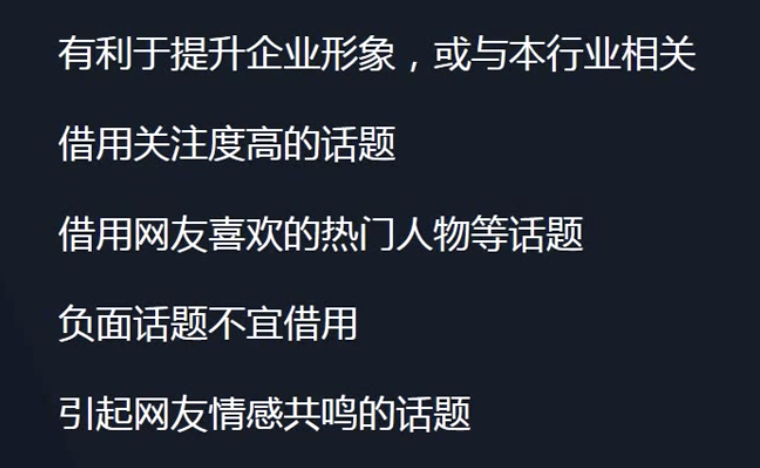 有利于提升企业形象，或与本行业相关
借用关注度高的话题
借用网友喜欢的热门人物等话题
负面话题不宜借用
引起网友情感共鸣的话题